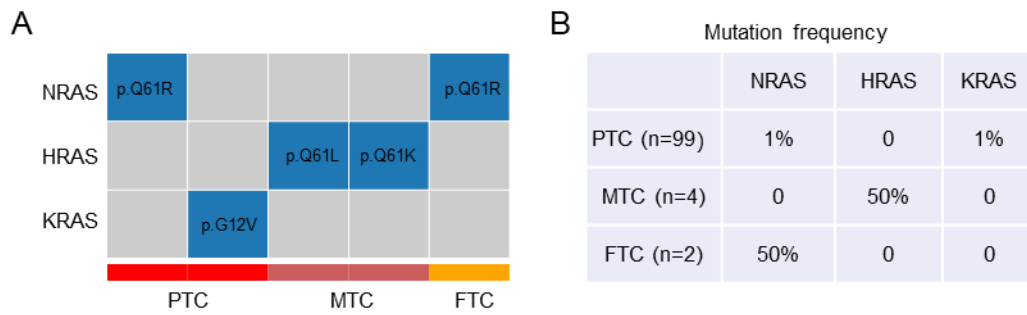 A
NRAS p.Q61R p.Q61R
HRAS p.Q61L p.Q61K
KRAS p.G12V
PTC MTC FTC
B
Mutation frequency
NRAS HRAS KRAS
PTC (n=99) 1% 0 1%
MTC (n=4) 0 50% 0
FTC (n=2) 50% 0 0